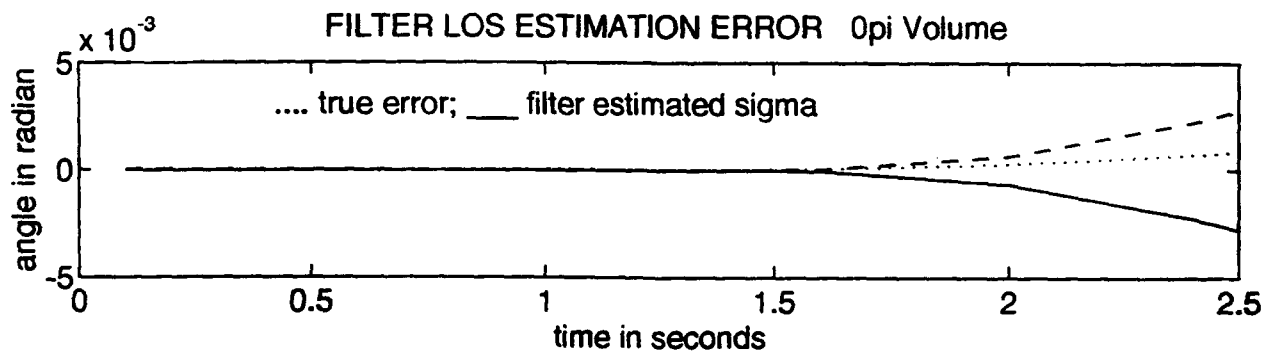 FILTER LOS ESTIMATION ERROR 0pi Volume
x 10-3
5
.... true error; ___ filter estimated sigma
angle in radian
0
-5
0 0.5 1 1.5 2 2.5
time in seconds